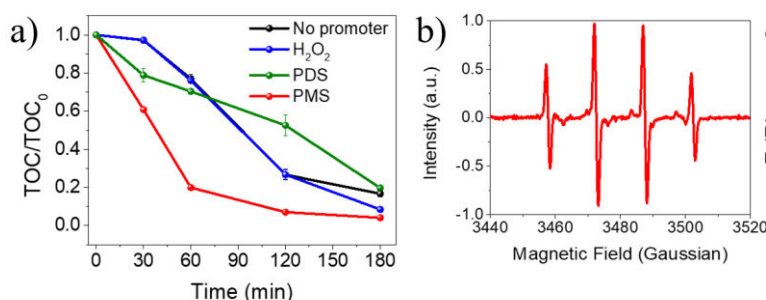 a)
No promoter
H₂O₂
PDS
PMS
TOC/TOC₀
1.0
0.8
0.6
0.4
0.2
0.0
0 30 60 90 120 150 180
Time (min)
b)
Intensity (a.u.)
1.0
0.5
0.0
-0.5
-1.0
3440 3460 3480 3500 3520
Magnetic Field (Gaussian)